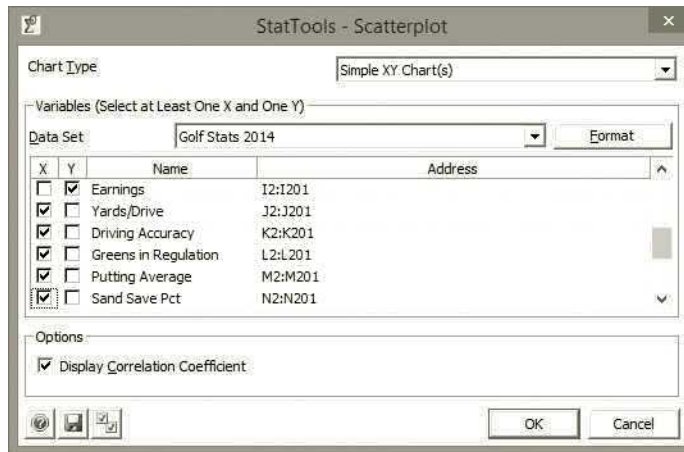 StatTools - Scatterplot
Chart Type Simple XY Chart(s)
Variables (Select at Least One X and One Y)
Data Set Golf Stats 2014 Format
X Y Name Address
Earnings I2:I201
Yards/Drive J2:J201
Driving Accuracy K2:K201
Greens in Regulation L2:L201
Putting Average M2:M201
Sand Save Pct N2:N201
Options
Display Correlation Coefficient
OK Cancel